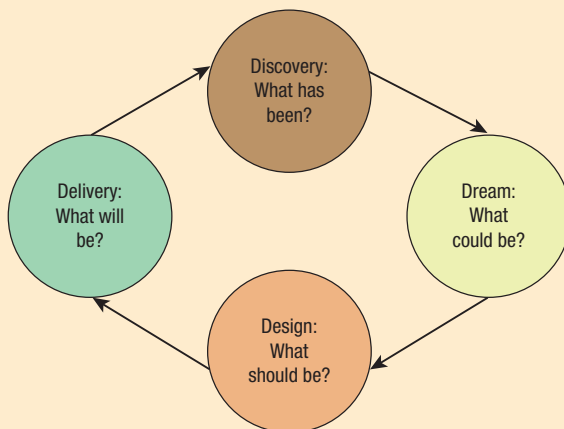 Discovery:
What has
been?
Dream:
What
could be?
Design:
What
should be?
Delivery:
What will
be?